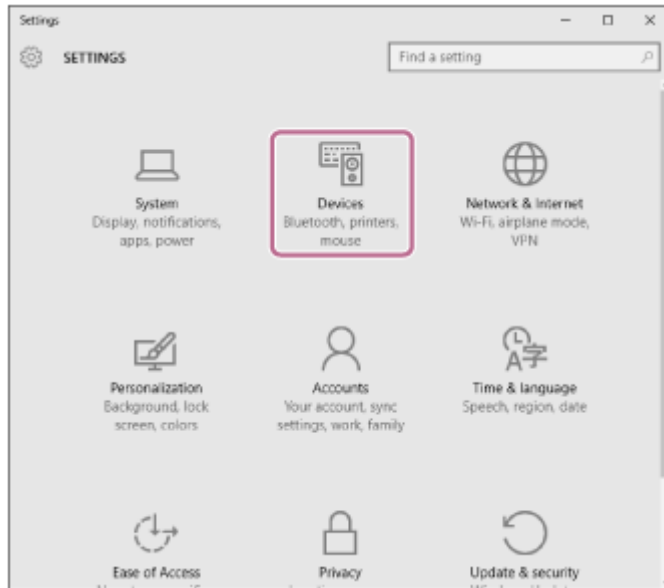 Settings
SETTINGS
Find a setting
System
Display, notifications,
apps, power
Devices
Bluetooth, printers,
mouse
Network & Internet
Wi-Fi, airplane mode,
VPN
Personalization
Background, lock
screen, colors
Accounts
Your account, sync
settings, work, family
Time & language
Speech, region, date
Ease of Access
Privacy
Update & security